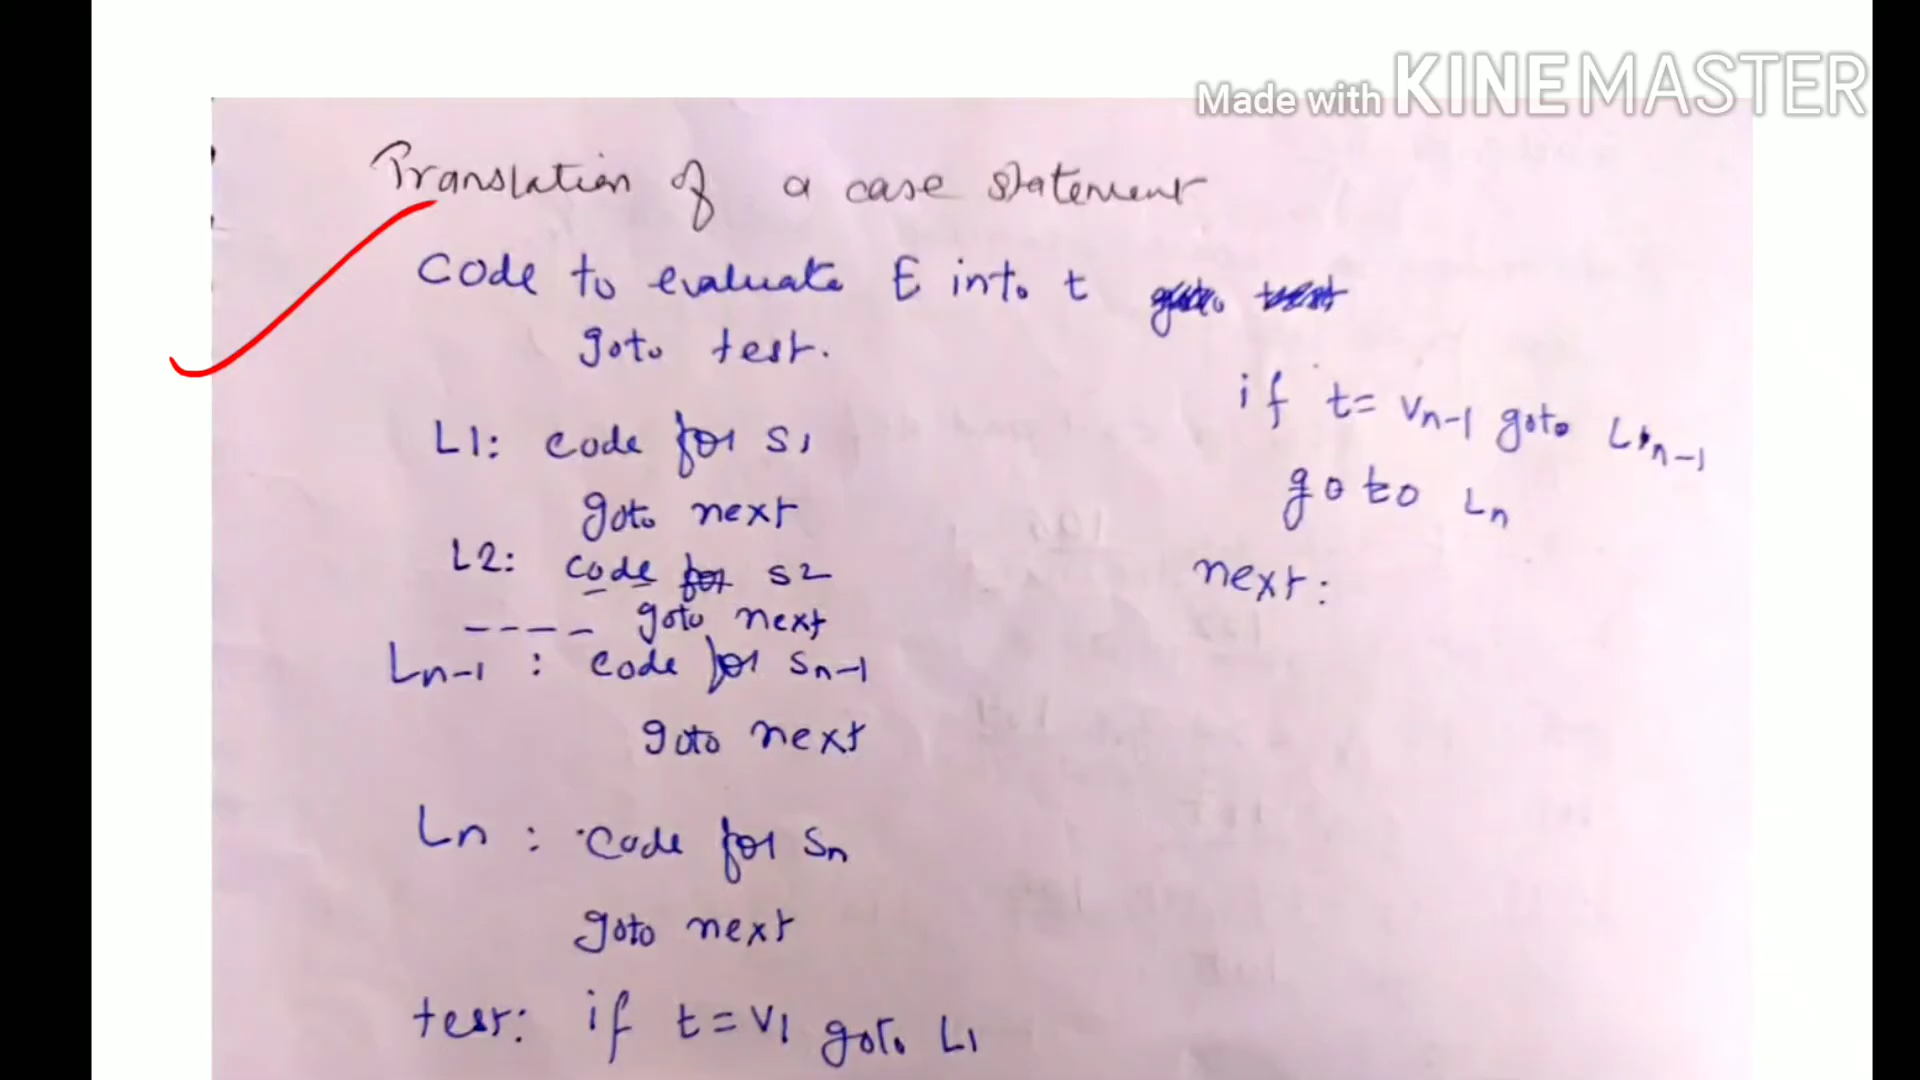 Made with KINEMASTER
Translation of a case statement
Code to evaluate E into t
goto test.
L1: code for s1
goto next
L2: code for s2
---- goto next
Ln-1 : code for sn-1
goto next
Ln : code for sn
goto next
test: if t=v1 goto L1
if t= vn-1 goto Ln-1
goto Ln
next: